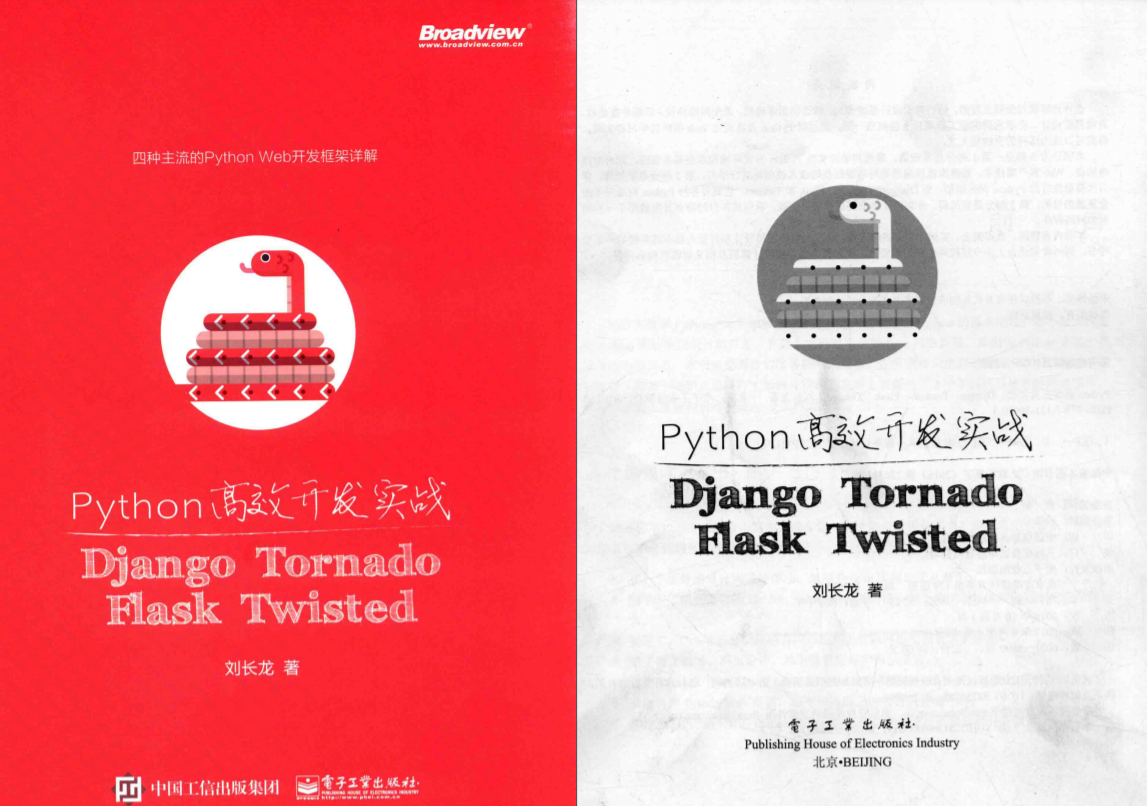 Broadview®
www.broadview.com.cn
四种主流的Python Web开发框架详解
Python高效开发实战
Django Tornado
Flask Twisted
刘长龙 著
中国工信出版集团
電子工業出版社·
PUBLISHING HOUSE OF ELECTRONICS INDUSTRY
http://www.phei.com.cn
Python高效开发实战
Django Tornado
Flask Twisted
刘长龙 著
電子工業出版社·
Publishing House of Electronics Industry
北京•BEIJING